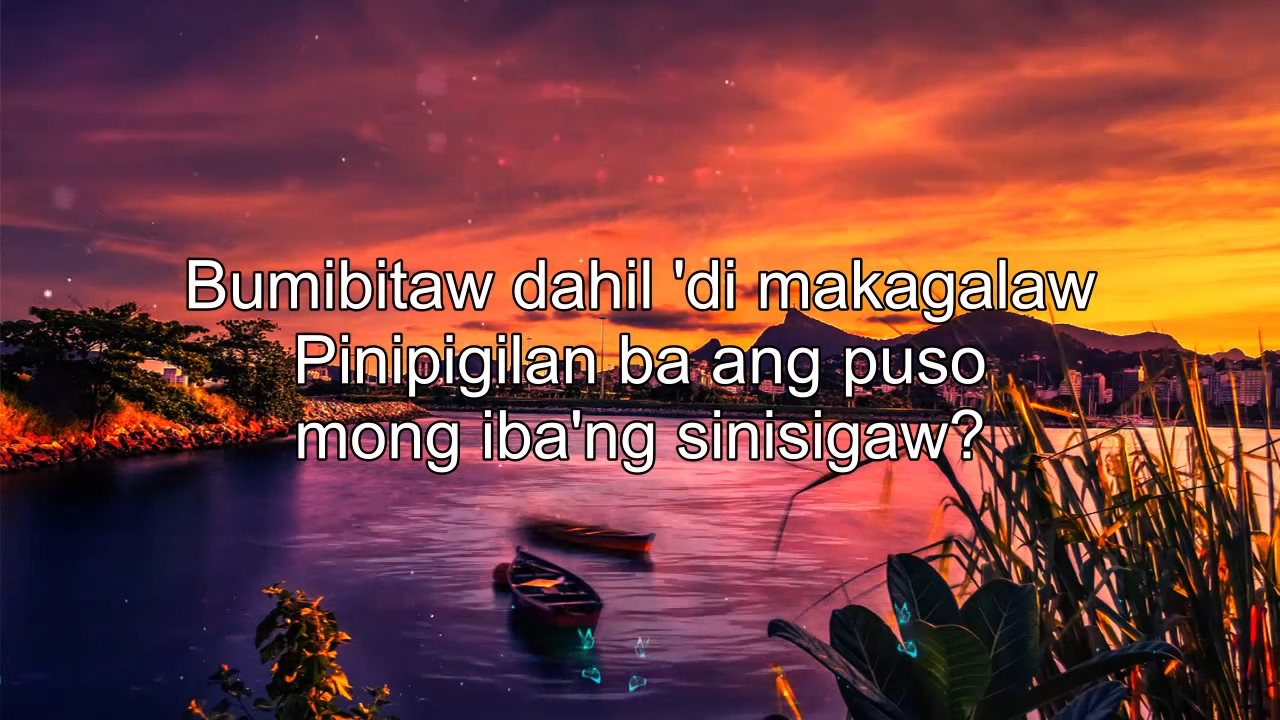 Bumibitaw dahil 'di makagalaw
Pinipigilan ba ang puso
mong iba'ng sinisigaw?